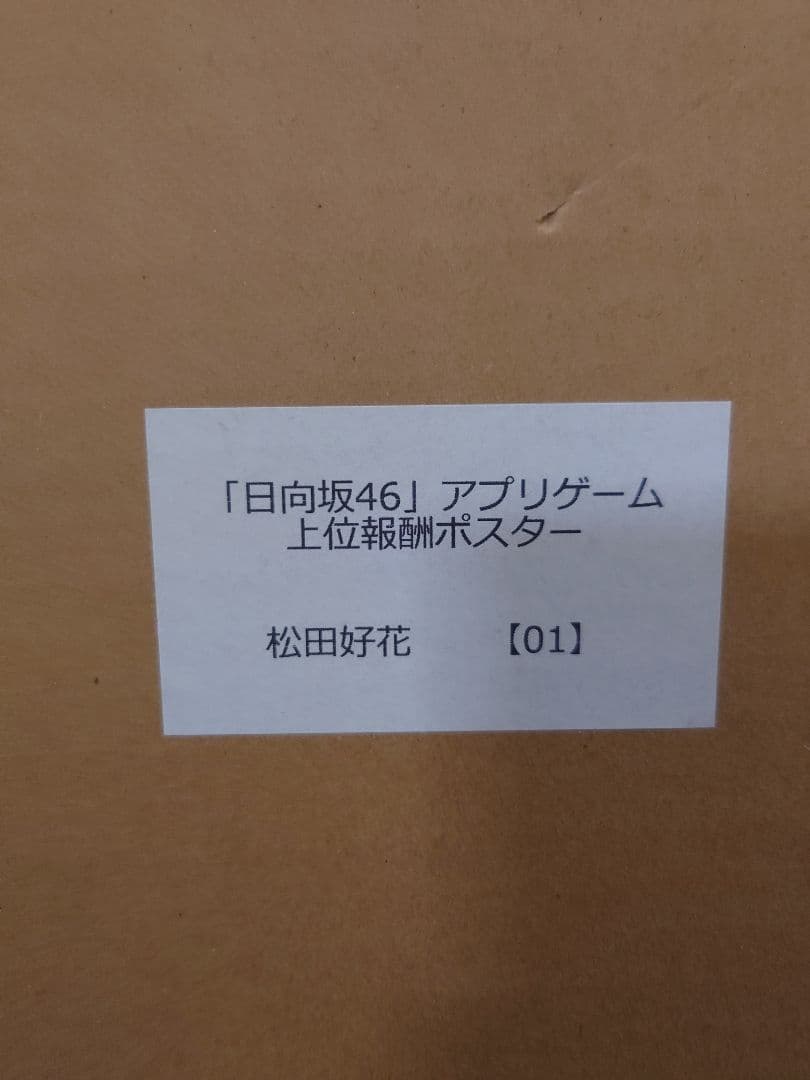 「日向坂46」アプリゲーム
上位報酬ポスター
松田好花　　【01】